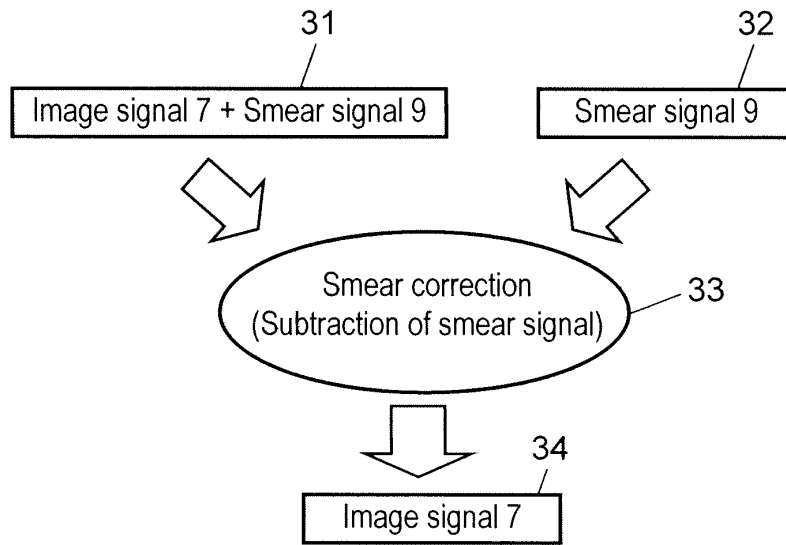 31
32
Image signal 7 + Smear signal 9
Smear signal 9
Smear correction
(Subtraction of smear signal)
33
34
Image signal 7